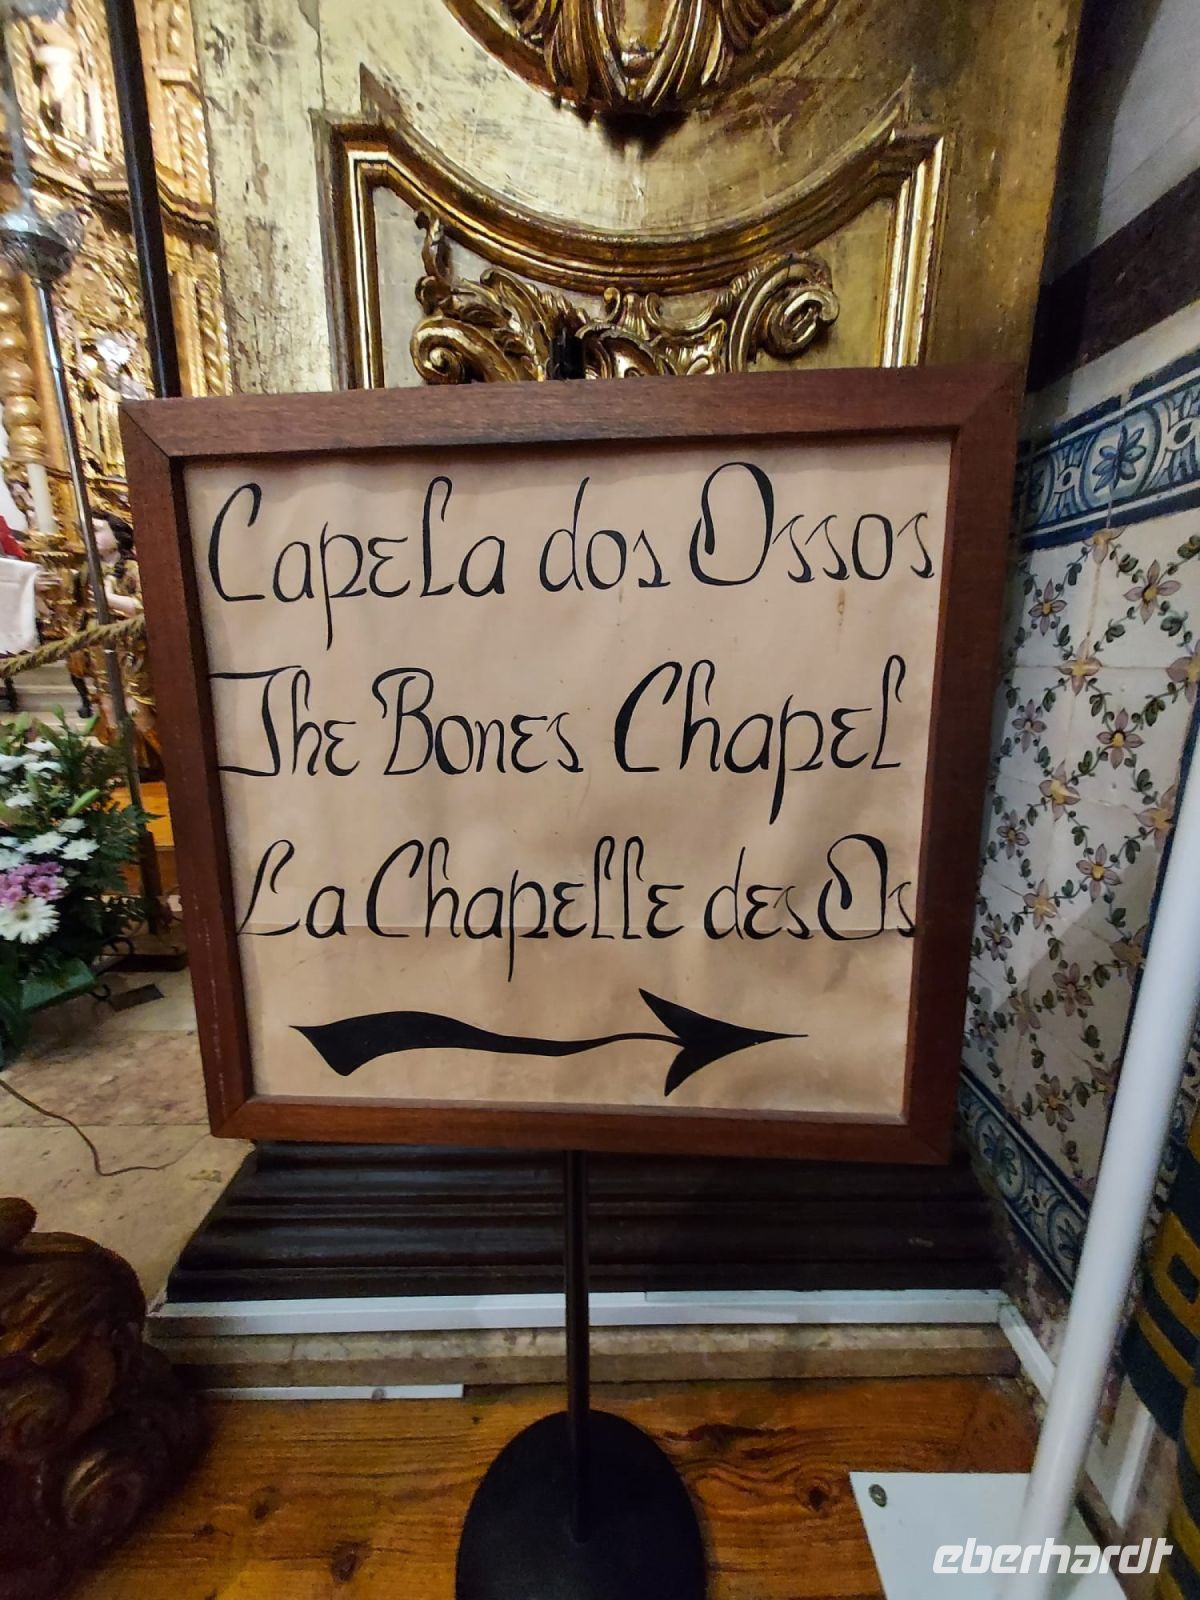 Capela dos Ossos
The Bones Chapel
La Chapelle des Os
eberhardt